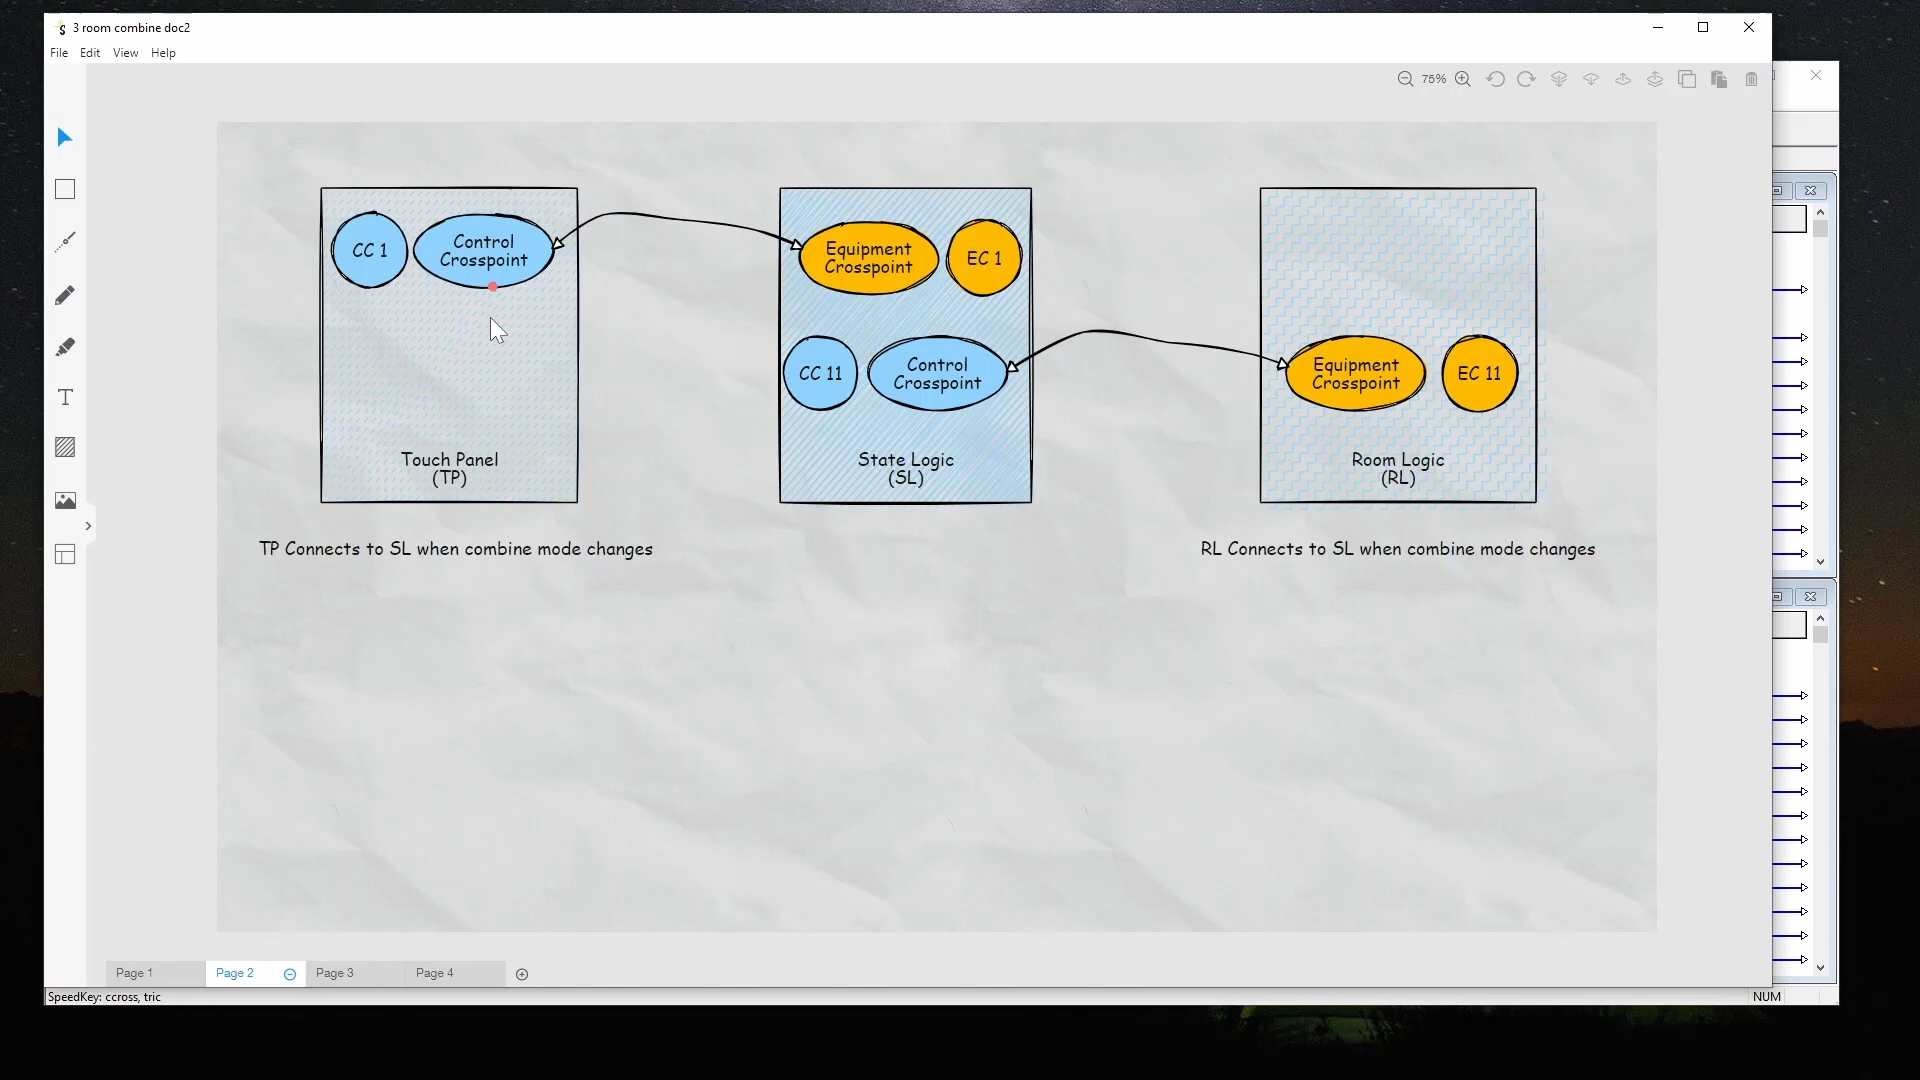 3 room combine doc2
File Edit View Help
75%
CC 1
Control
Crosspoint
Equipment
Crosspoint
EC 1
CC 11
Control
Crosspoint
Equipment
Crosspoint
EC 11
Touch Panel
(TP)
State Logic
(SL)
Room Logic
(RL)
TP Connects to SL when combine mode changes
RL Connects to SL when combine mode changes
Page 1 Page 2 Page 3 Page 4
SpeedKey: ccross, tric
NUM